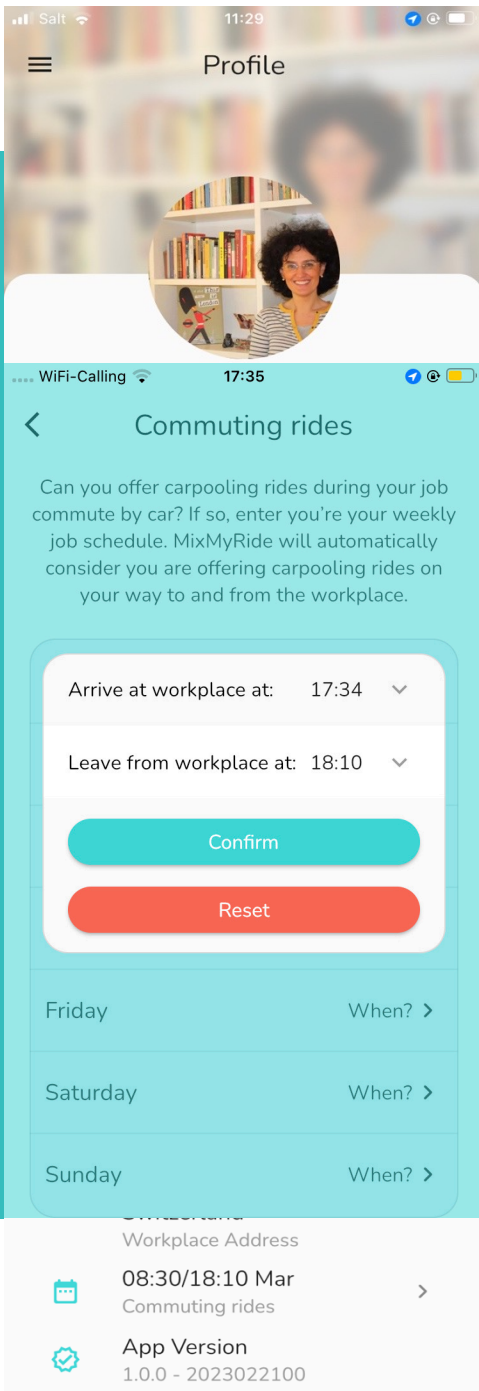 Salt 11:29
Profile
WiFi-Calling 17:35
Commuting rides
Can you offer carpooling rides during your job
commute by car? If so, enter you're your weekly
job schedule. MixMyRide will automatically
consider you are offering carpooling rides on
your way to and from the workplace.
Arrive at workplace at: 17:34
Leave from workplace at: 18:10
Confirm
Reset
Friday When?
Saturday When?
Sunday When?
Switzerland
Workplace Address
08:30/18:10 Mar
Commuting rides
App Version
1.0.0 - 2023022100